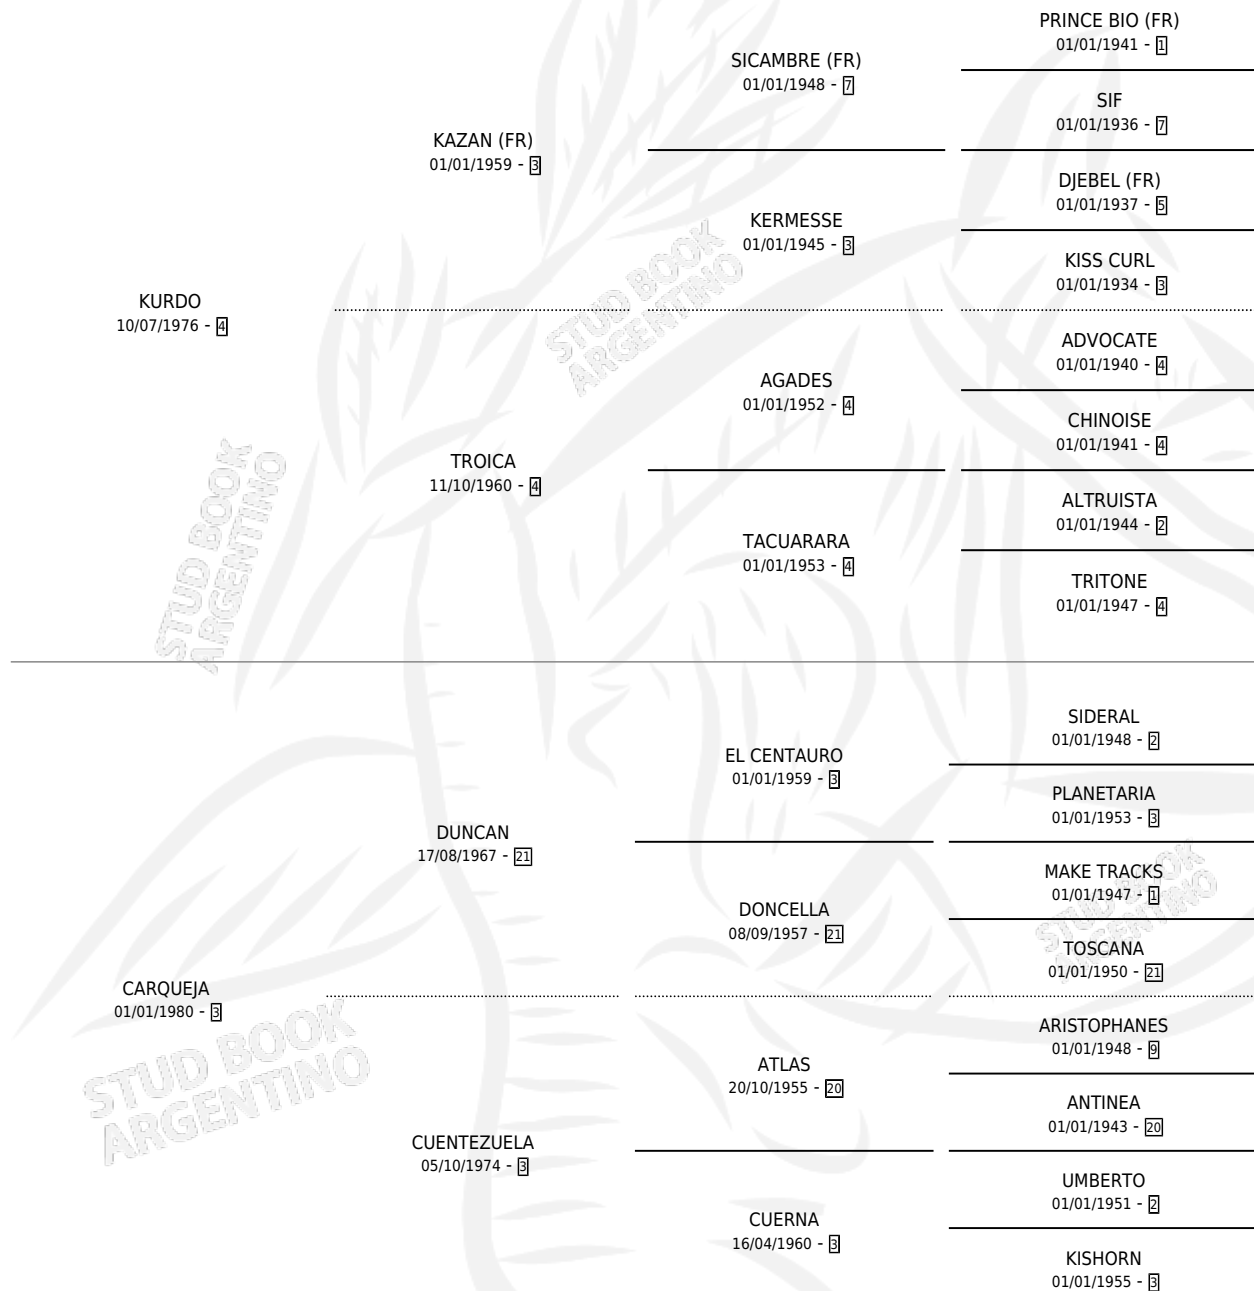 PRINCE BIO (FR)
01/01/1941 - 1
SICAMBRE (FR)
01/01/1948 - 7
SIF
01/01/1936 - 7
KAZAN (FR)
01/01/1959 - 3
DJEBEL (FR)
01/01/1937 - 5
KERMESSE
01/01/1945 - 3
KISS CURL
01/01/1934 - 3
KURDO
10/07/1976 - 4
ADVOCATE
01/01/1940 - 4
AGADES
01/01/1952 - 4
CHINOISE
01/01/1941 - 4
TROICA
11/10/1960 - 4
ALTRUISTA
01/01/1944 - 2
TACUARARA
01/01/1953 - 4
TRITONE
01/01/1947 - 4
SIDERAL
01/01/1948 - 2
EL CENTAURO
01/01/1959 - 3
PLANETARIA
01/01/1953 - 3
DUNCAN
17/08/1967 - 21
MAKE TRACKS
01/01/1947 - 1
DONCELLA
08/09/1957 - 21
TOSCANA
01/01/1950 - 21
CARQUEJA
01/01/1980 - 3
ARISTOPHANES
01/01/1948 - 9
ATLAS
20/10/1955 - 20
ANTINEA
01/01/1943 - 20
CUENTEZUELA
05/10/1974 - 3
UMBERTO
01/01/1951 - 2
CUERNA
16/04/1960 - 3
KISHORN
01/01/1955 - 3
STUD BOOK
ARGENTINO
STUD BOOK
ARGENTINO
STUD BOOK
ARGENTINO
STUD BOOK
ARGENTINO